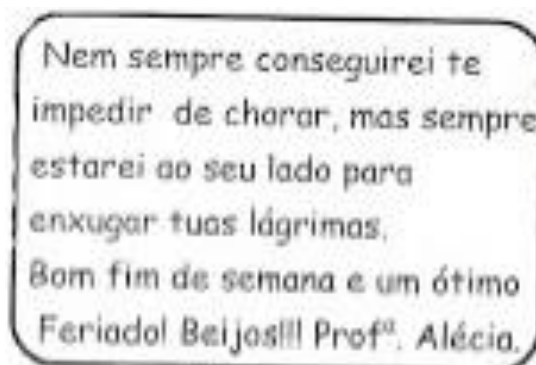 Nem sempre conseguirei te
impedir de chorar, mas sempre
estarei ao seu lado para
enxugar tuas lágrimas.
Bom fim de semana e um ótimo
Feriado! Beijos!!! Profª. Alécia.